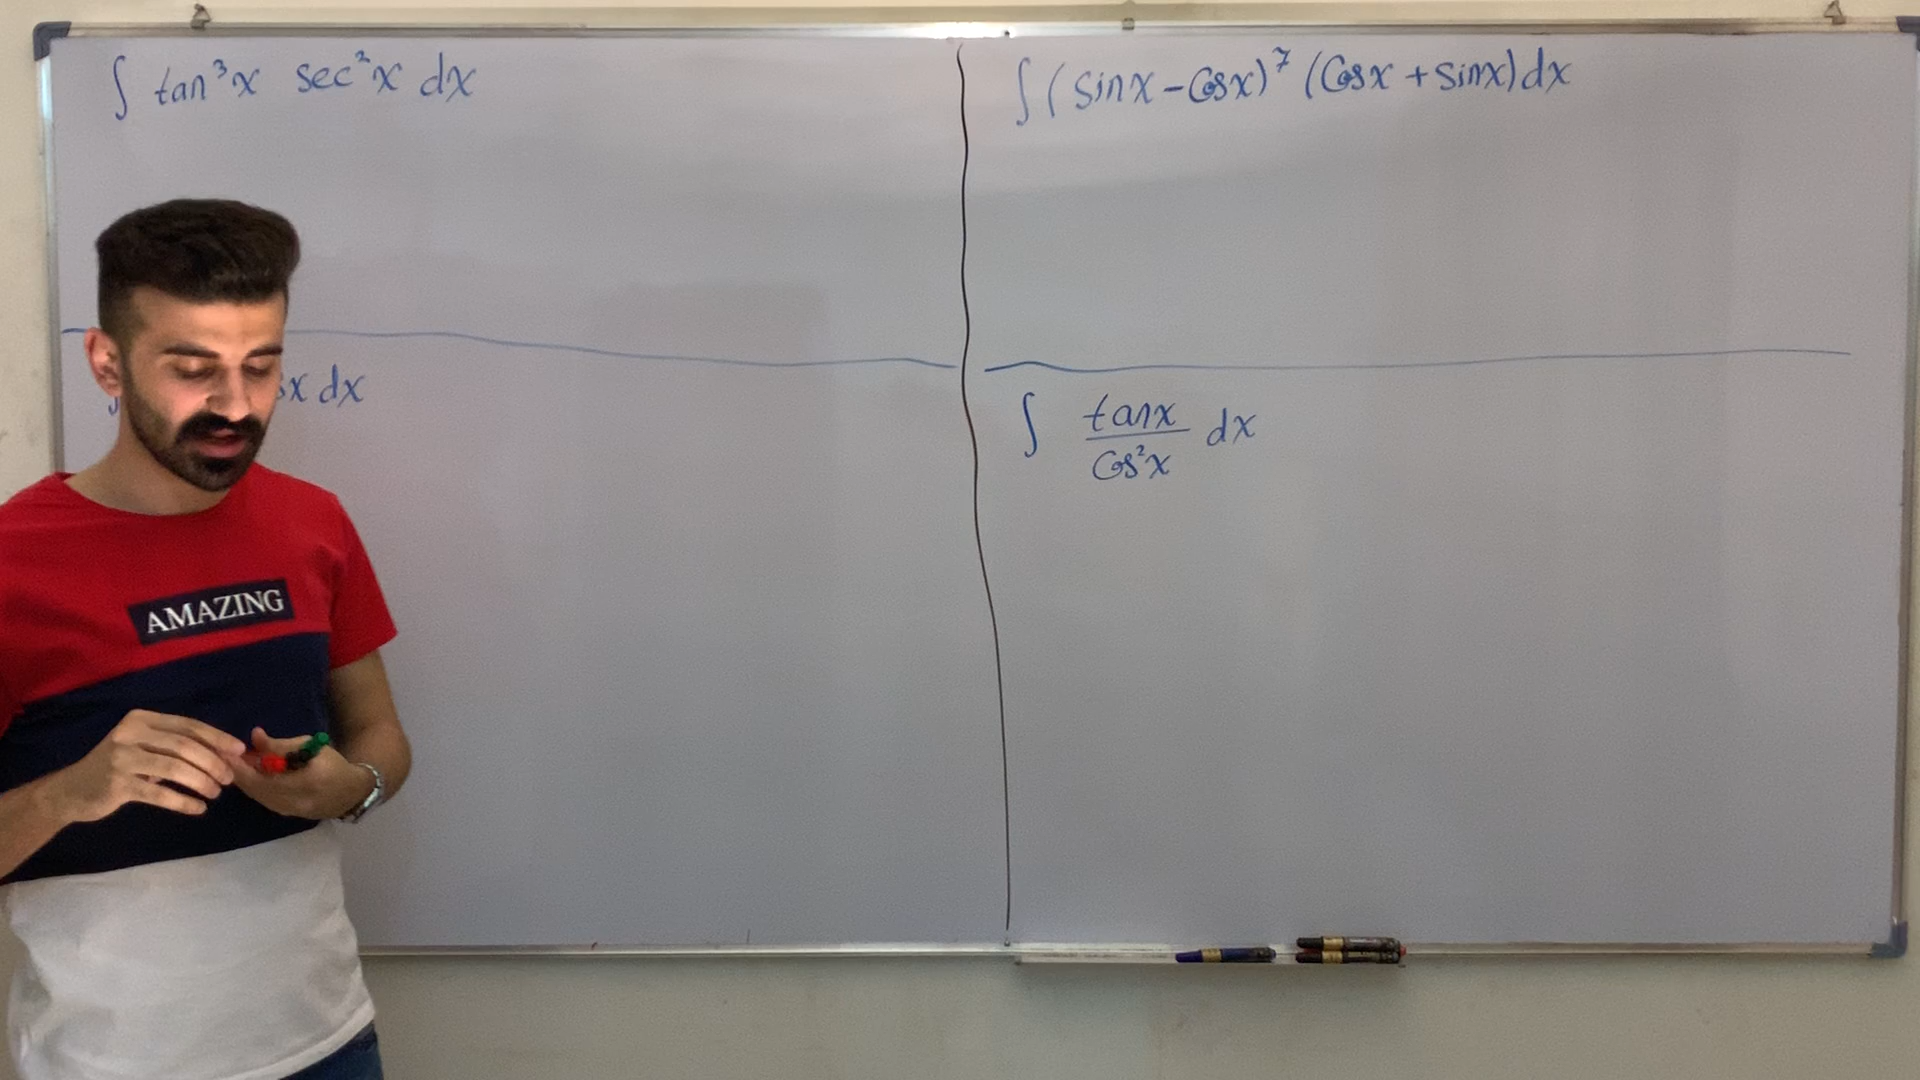 ∫ tan³x sec²x dx
∫ (sinx - Cosx)⁷ (Cosx + sinx) dx
dx
∫ tanx / Cos²x dx
AMAZING